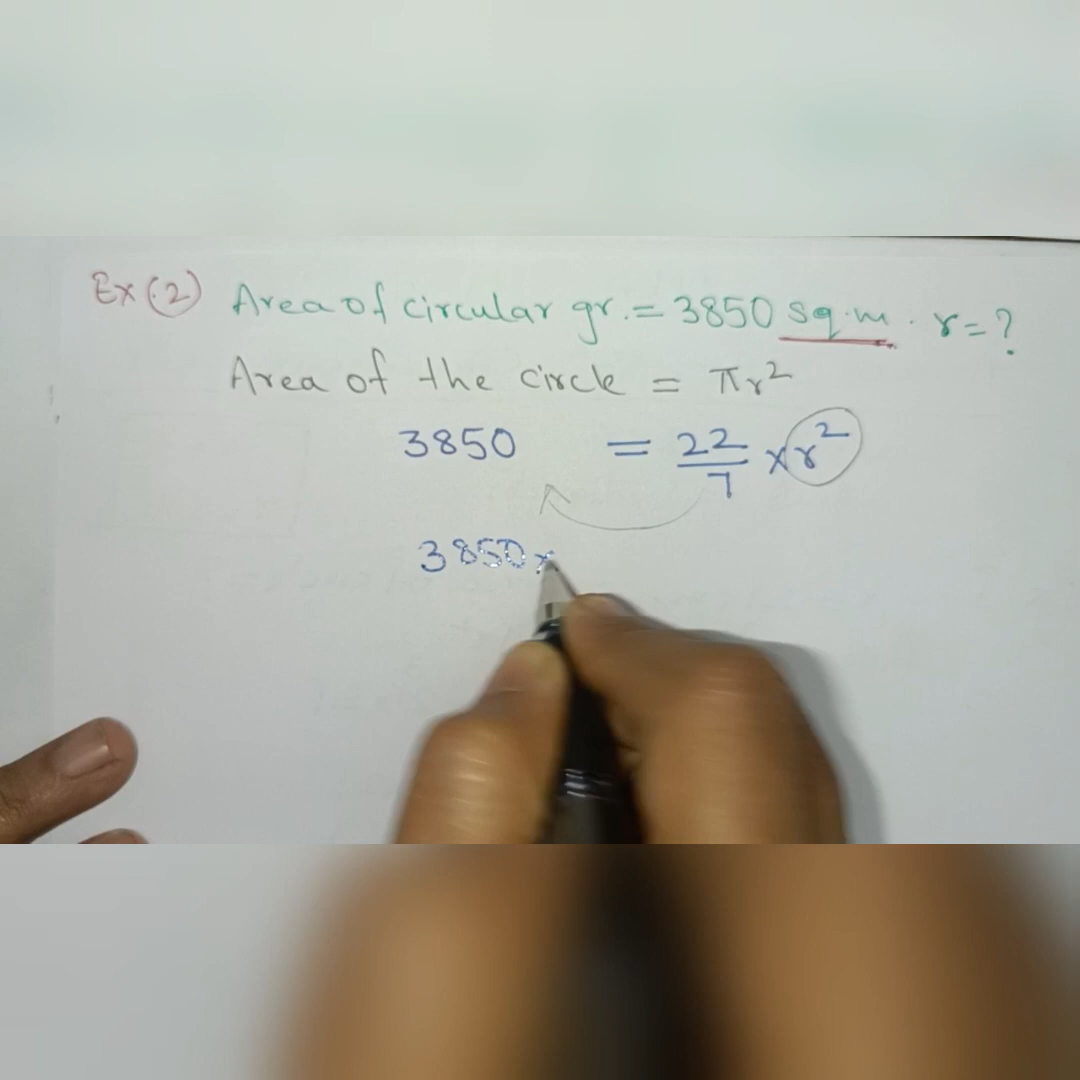 Ex(.2) Area of circular gr. = 3850 sq.m. r=?
Area of the circle = πr²
3850 = 22/7 × r²
3850×